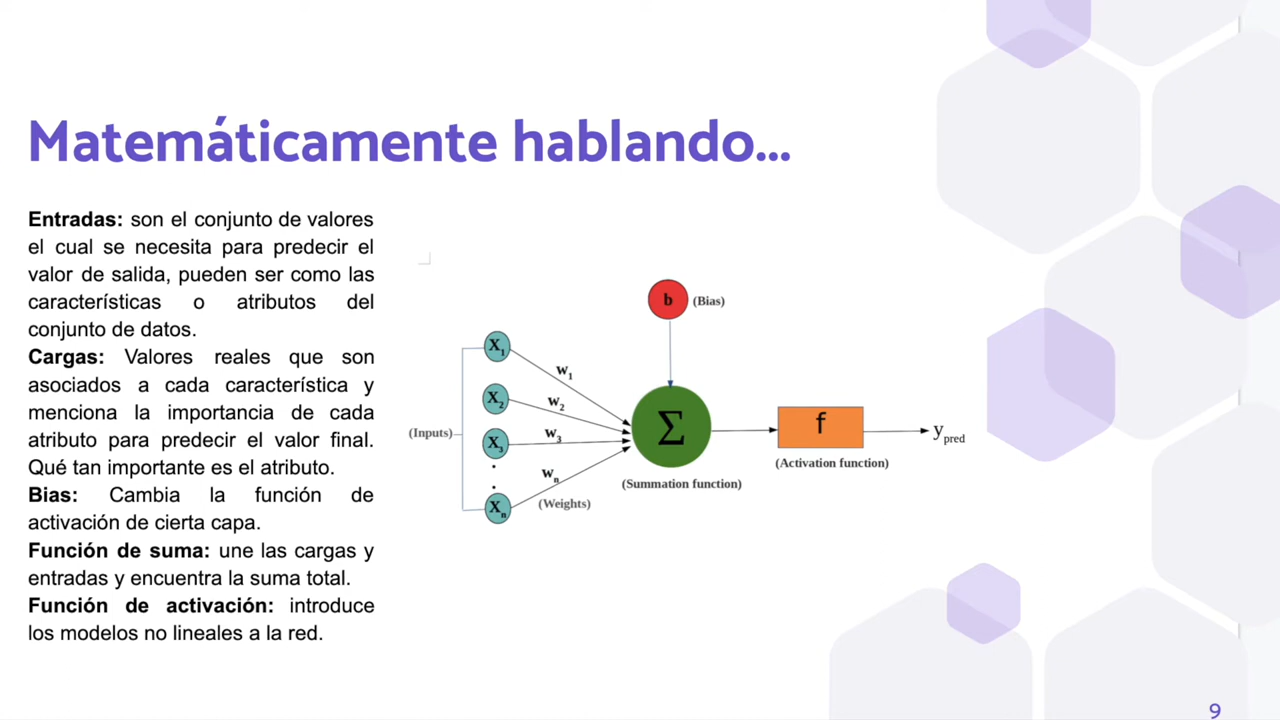 Matemáticamente hablando...
Entradas: son el conjunto de valores
el cual se necesita para predecir el
valor de salida, pueden ser como las
características o atributos del
conjunto de datos.
Cargas: Valores reales que son
asociados a cada característica y
menciona la importancia de cada
atributo para predecir el valor final.
Qué tan importante es el atributo.
Bias: Cambia la función de
activación de cierta capa.
Función de suma: une las cargas y
entradas y encuentra la suma total.
Función de activación: introduce
los modelos no lineales a la red.
b (Bias)
X1
w1
X2
w2
(Inputs)
X3
w3
Σ
f
ypred
(Activation function)
wn
(Summation function)
Xn
(Weights)
9